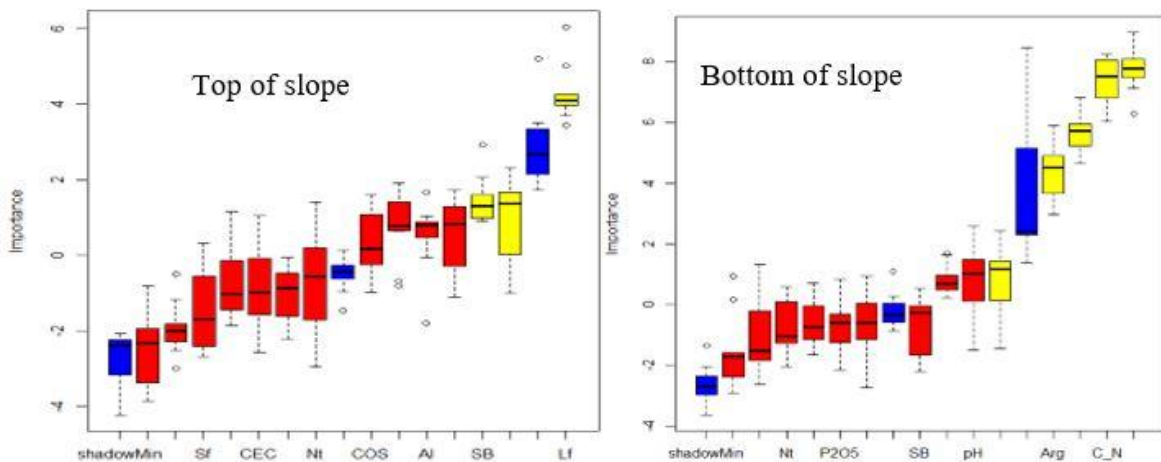 Top of slope
Importance
6
4
2
0
-2
-4
shadowMin Sf CEC Nt COS Al SB Lf
Bottom of slope
Importance
8
6
4
2
0
-2
-4
shadowMin Nt P2O5 SB pH Arg C_N